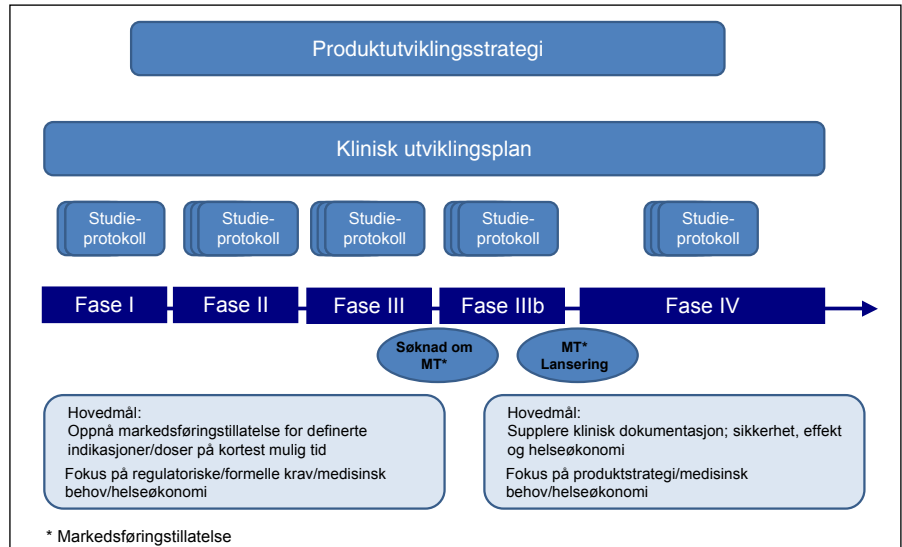 Produktutviklingsstrategi
Klinisk utviklingsplan
Studie-
protokoll
Studie-
protokoll
Studie-
protokoll
Studie-
protokoll
Studie-
protokoll
Fase I
Fase II
Fase III
Fase IIIb
Fase IV
Søknad om
MT*
MT*
Lansering
Hovedmål:
Oppnå markedsføringstillatelse for definerte
indikasjoner/doser på kortest mulig tid
Fokus på regulatoriske/formelle krav/medisinsk
behov/helseøkonomi
Hovedmål:
Supplere klinisk dokumentasjon; sikkerhet, effekt
og helseøkonomi
Fokus på produktstrategi/medisinsk
behov/helseøkonomi
* Markedsføringstillatelse